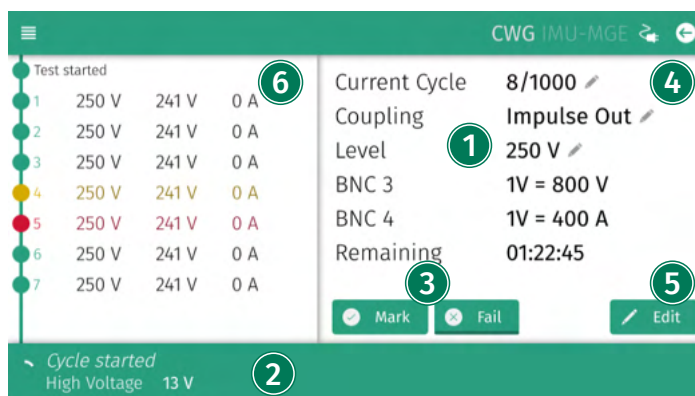 CWG IMU-MGE
Test started
6
1 250 V 241 V 0 A
2 250 V 241 V 0 A
3 250 V 241 V 0 A
4 250 V 241 V 0 A
5 250 V 241 V 0 A
6 250 V 241 V 0 A
7 250 V 241 V 0 A
Current Cycle 8/1000
4
Coupling Impulse Out
Level 1 250 V
BNC 3 1V = 800 V
BNC 4 1V = 400 A
Remaining 01:22:45
3
5
Mark Fail Edit
Cycle started
High Voltage 13 V
2